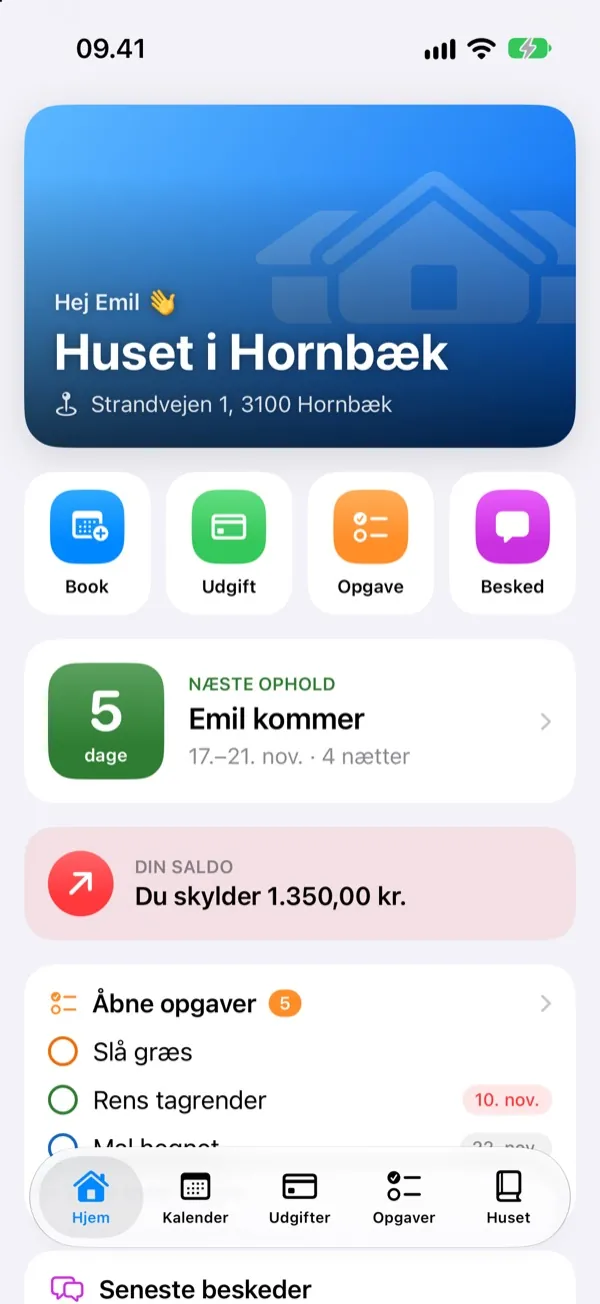 09.41
Hej Emil 👋
Huset i Hornbæk
Strandvejen 1, 3100 Hornbæk
Book
Udgift
Opgave
Besked
5
dage
NÆSTE OPHOLD
Emil kommer
17.–21. nov. · 4 nætter
DIN SALDO
Du skylder 1.350,00 kr.
Åbne opgaver 5
Slå græs
Rens tagrender 10. nov.
Mal hegnet
Hjem
Kalender
Udgifter
Opgaver
Huset
Seneste beskeder